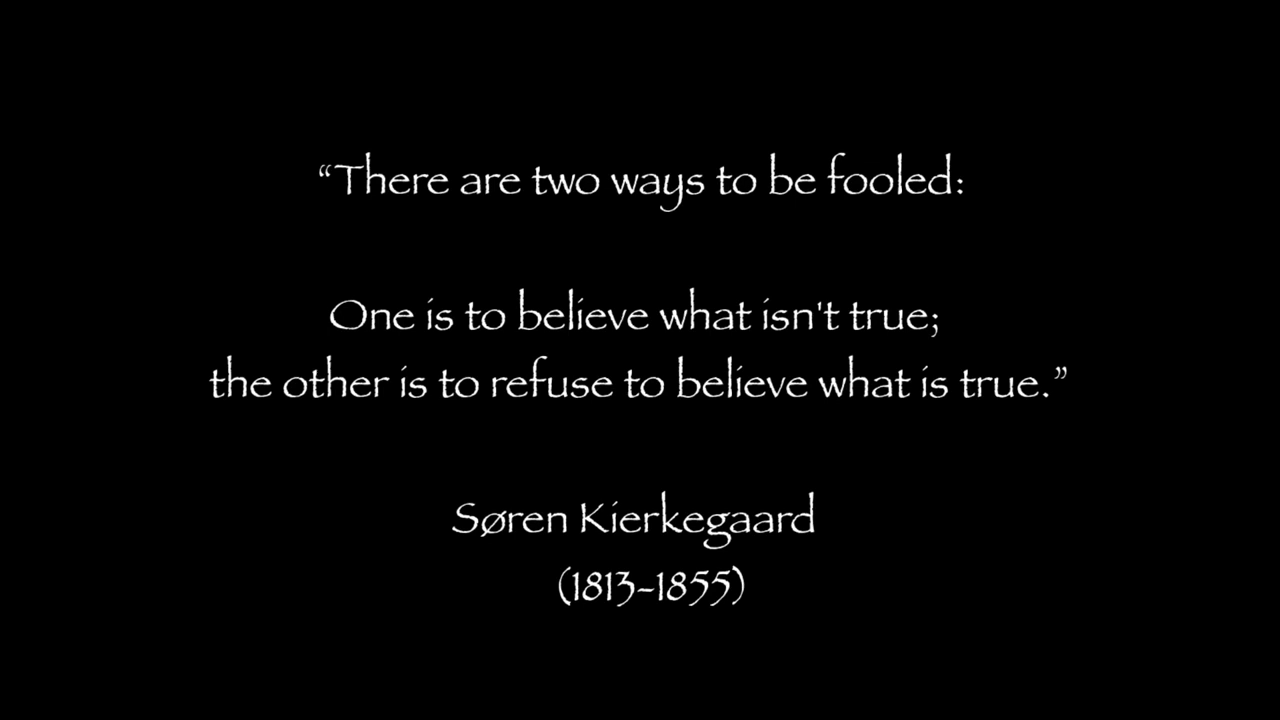 “There are two ways to be fooled:
One is to believe what isn't true;
the other is to refuse to believe what is true.”
Søren Kierkegaard
(1813-1855)